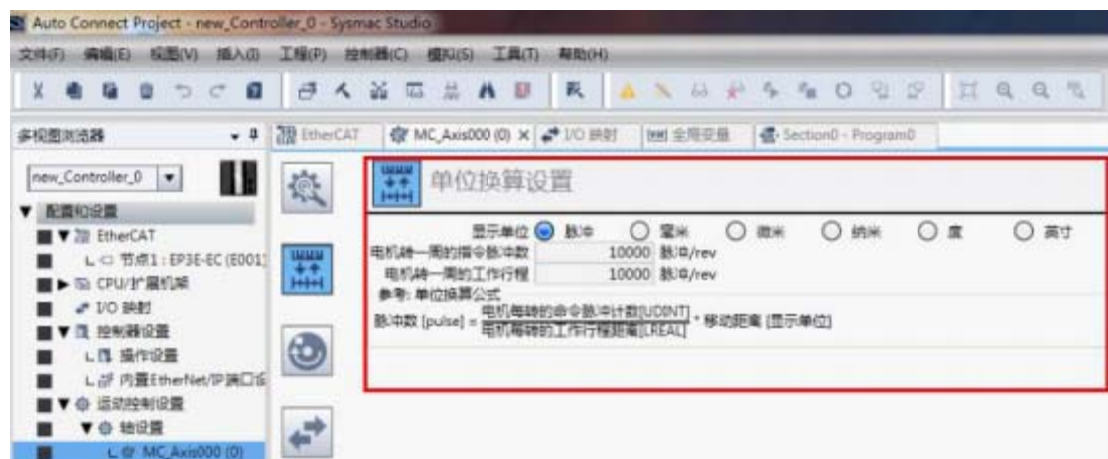 Auto Connect Project - new_Controller_0 - Sysmac Studio
文件(F) 编辑(E) 视图(V) 插入(I) 工程(P) 控制器(C) 模拟(S) 工具(T) 帮助(H)
多视图浏览器
EtherCAT MC_Axis000 (0) I/O 映射 全局变量 Section0 - Program0
new_Controller_0
配置和设置
EtherCAT
节点1 : EP3E-EC (E001)
CPU/扩展机架
I/O 映射
控制器设置
操作设置
内置EtherNet/IP端口设
运动控制设置
轴设置
MC_Axis000 (0)
单位换算设置
显示单位 脉冲 毫米 微米 纳米 度 英寸
电机转一周的指令脉冲数 10000 脉冲/rev
电机转一周的工作行程 10000 脉冲/rev
参考: 单位换算公式
脉冲数 [pulse] = 电机每转的命令脉冲计数[UDINT] * 移动距离 [显示单位]
电机每转的工作行程距离[LREAL]